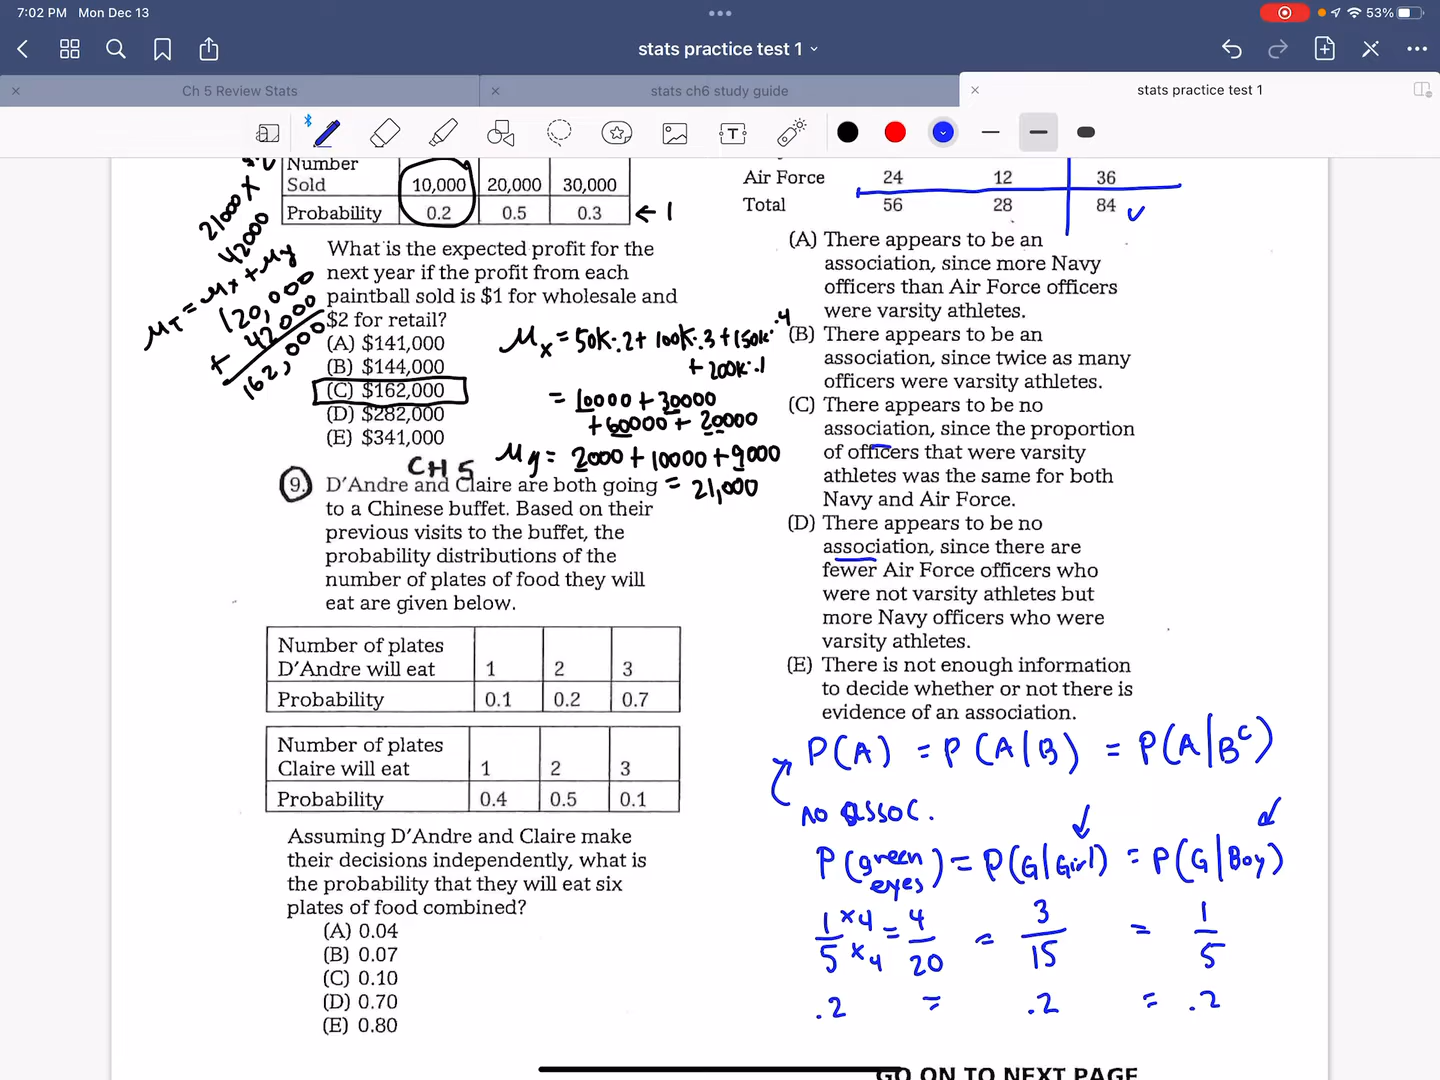 7:02 PM Mon Dec 13
53%
stats practice test 1
Ch 5 Review Stats
stats ch6 study guide
stats practice test 1
Number
Sold 10,000 20,000 30,000
Probability 0.2 0.5 0.3 ← 1
21000 x
42000
μT = μx + μy
120,000
+ 42000
162,000
What is the expected profit for the
next year if the profit from each
paintball sold is $1 for wholesale and
$2 for retail?
(A) $141,000
(B) $144,000
(C) $162,000
(D) $282,000
(E) $341,000
μx = 50K·.2 + 100K·.3 + 150K·.4
+ 200K·.1
= 10000 + 30000
+ 60000 + 20000
μy = 2000 + 10000 + 9000
= 21,000
CH 5
9. D'Andre and Claire are both going
to a Chinese buffet. Based on their
previous visits to the buffet, the
probability distributions of the
number of plates of food they will
eat are given below.
Number of plates
D'Andre will eat 1 2 3
Probability 0.1 0.2 0.7
Number of plates
Claire will eat 1 2 3
Probability 0.4 0.5 0.1
Assuming D'Andre and Claire make
their decisions independently, what is
the probability that they will eat six
plates of food combined?
(A) 0.04
(B) 0.07
(C) 0.10
(D) 0.70
(E) 0.80
Air Force 24 12 36
Total 56 28 84 ✓
(A) There appears to be an
association, since more Navy
officers than Air Force officers
were varsity athletes.
(B) There appears to be an
association, since twice as many
officers were varsity athletes.
(C) There appears to be no
association, since the proportion
of officers that were varsity
athletes was the same for both
Navy and Air Force.
(D) There appears to be no
association, since there are
fewer Air Force officers who
were not varsity athletes but
more Navy officers who were
varsity athletes.
(E) There is not enough information
to decide whether or not there is
evidence of an association.
P(A) = P(A|B) = P(A|Bᶜ)
no assoc.
P(green eyes) = P(G|Girl) = P(G|Boy)
1/5 x4 x4 = 4/20 = 3/15 = 1/5
.2 = .2 = .2
GO ON TO NEXT PAGE